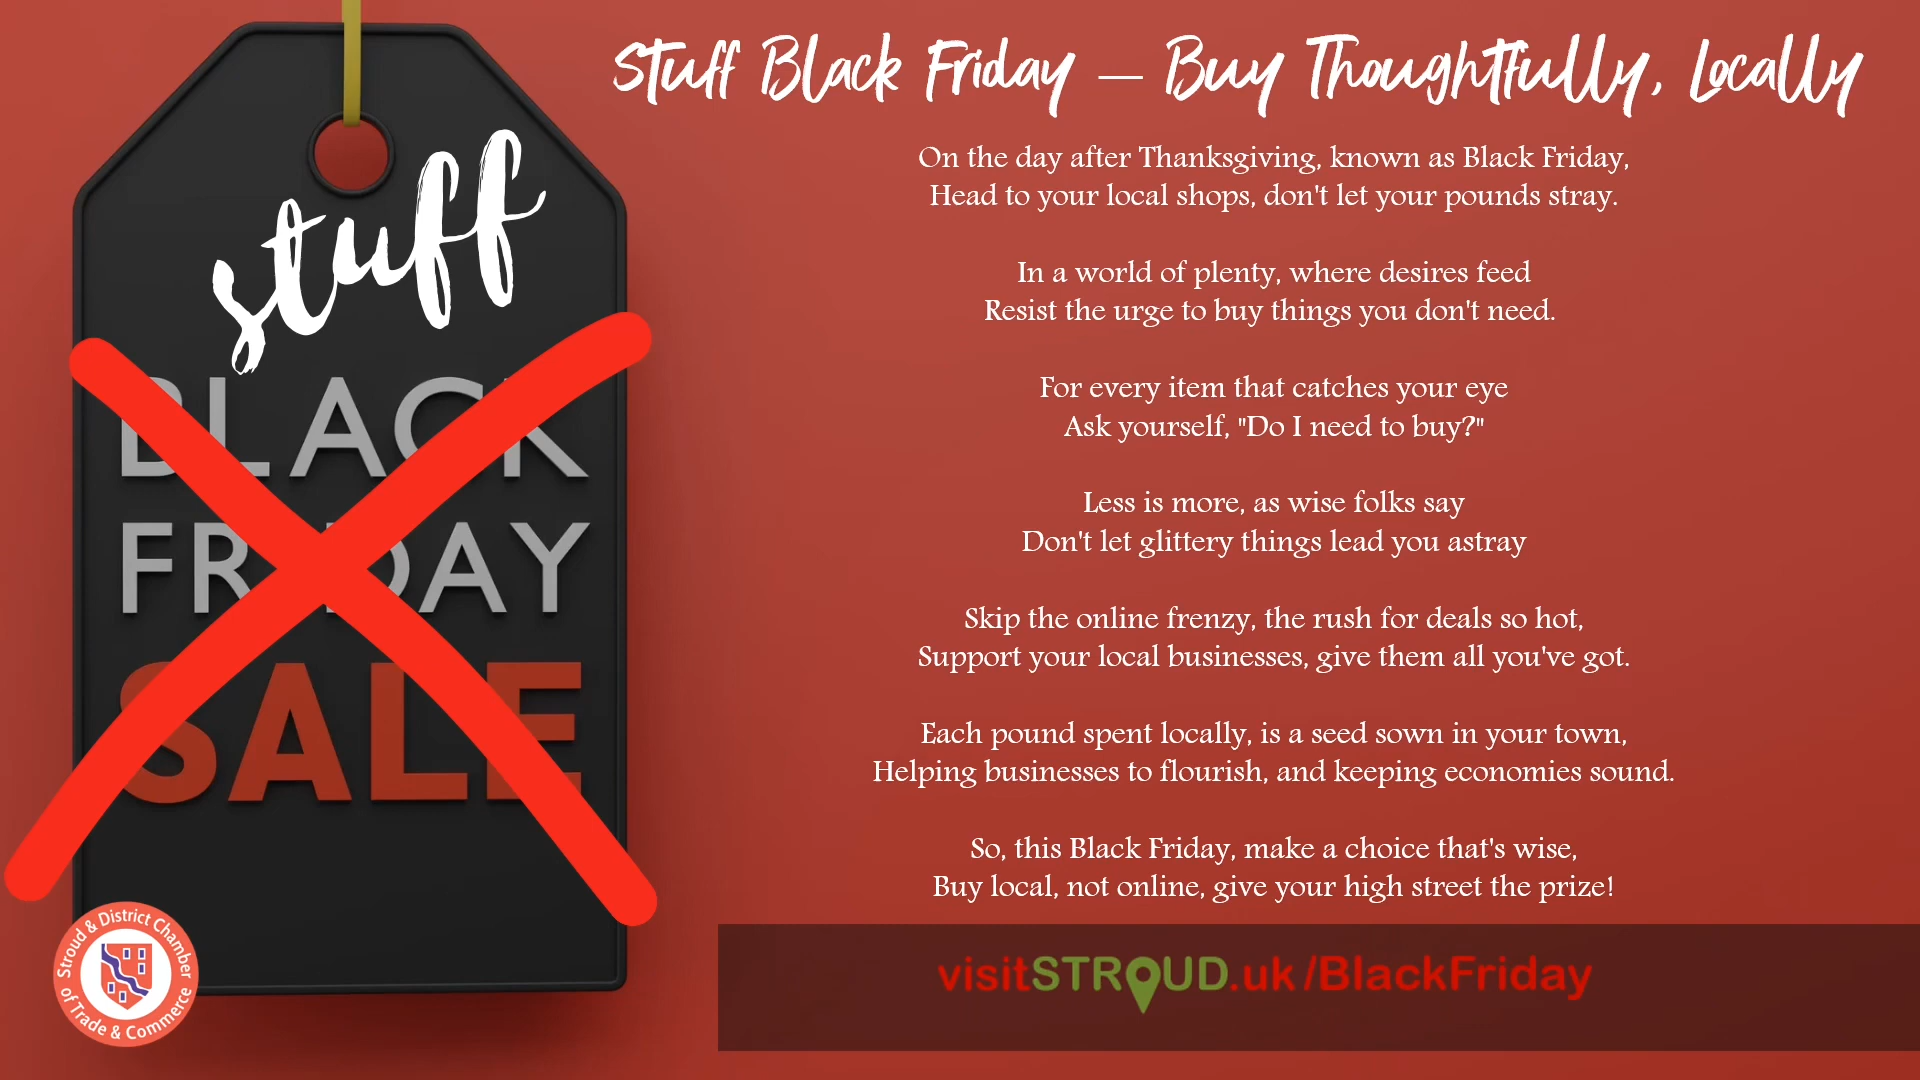 Stuff Black Friday — Buy Thoughtfully, Locally
stuff
BLACK
FRIDAY
SALE
On the day after Thanksgiving, known as Black Friday,
Head to your local shops, don't let your pounds stray.
In a world of plenty, where desires feed
Resist the urge to buy things you don't need.
For every item that catches your eye
Ask yourself, "Do I need to buy?"
Less is more, as wise folks say
Don't let glittery things lead you astray
Skip the online frenzy, the rush for deals so hot,
Support your local businesses, give them all you've got.
Each pound spent locally, is a seed sown in your town,
Helping businesses to flourish, and keeping economies sound.
So, this Black Friday, make a choice that's wise,
Buy local, not online, give your high street the prize!
visitSTROUD.uk/BlackFriday
Stroud & District Chamber
of Trade & Commerce